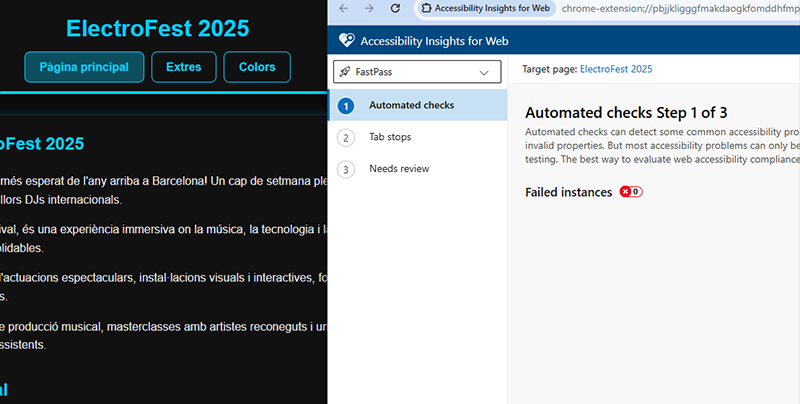 ElectroFest 2025
Pàgina principal
Extres
Colors
oFest 2025
més esperat de l'any arriba a Barcelona! Un cap de setmana ple
llors DJs internacionals.
ival, és una experiència immersiva on la música, la tecnologia i la
olidables.
l'actuacions espectaculars, instal·lacions visuals i interactives, fo
s.
e producció musical, masterclasses amb artistes reconeguts i un
ssistents.
al
Accessibility Insights for Web
chrome-extension://pbjjkligggfmakdaogkfomddhfmp
Accessibility Insights for Web
FastPass
1 Automated checks
2 Tab stops
3 Needs review
Target page: ElectroFest 2025
Automated checks Step 1 of 3
Automated checks can detect some common accessibility pro
invalid properties. But most accessibility problems can only be
testing. The best way to evaluate web accessibility compliance
Failed instances 0